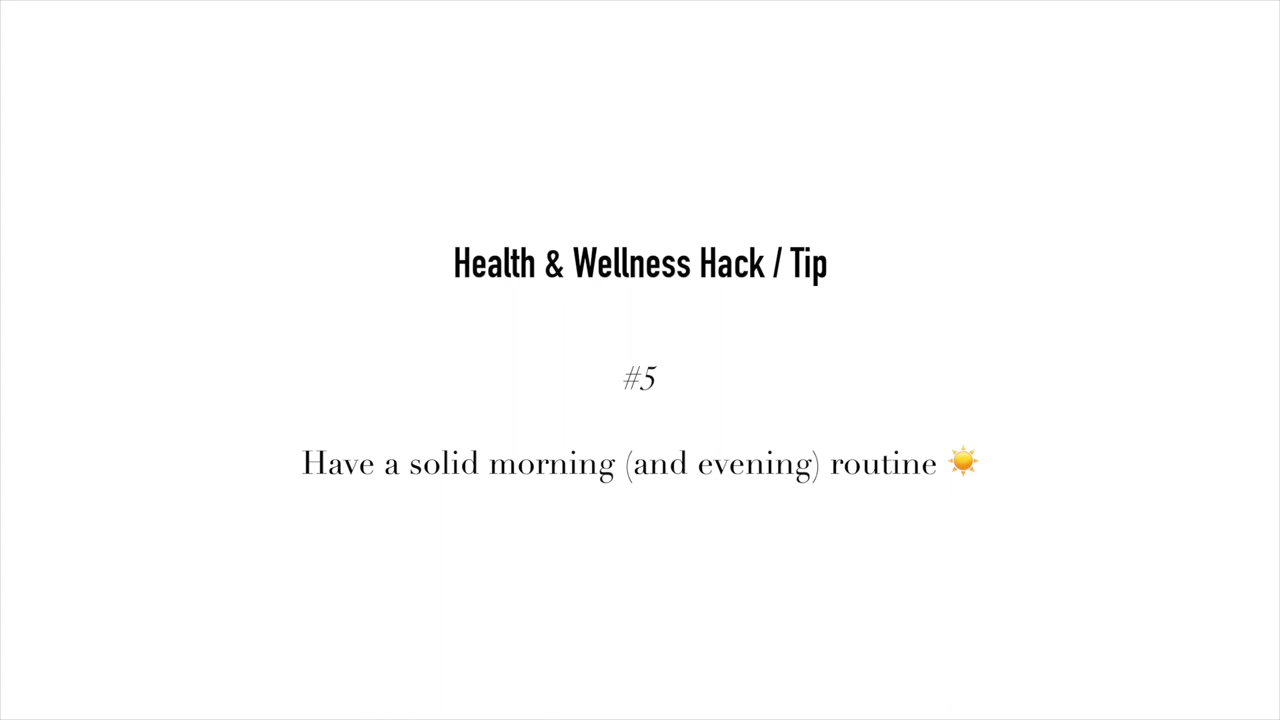 Health & Wellness Hack / Tip
#5
Have a solid morning (and evening) routine ☀️